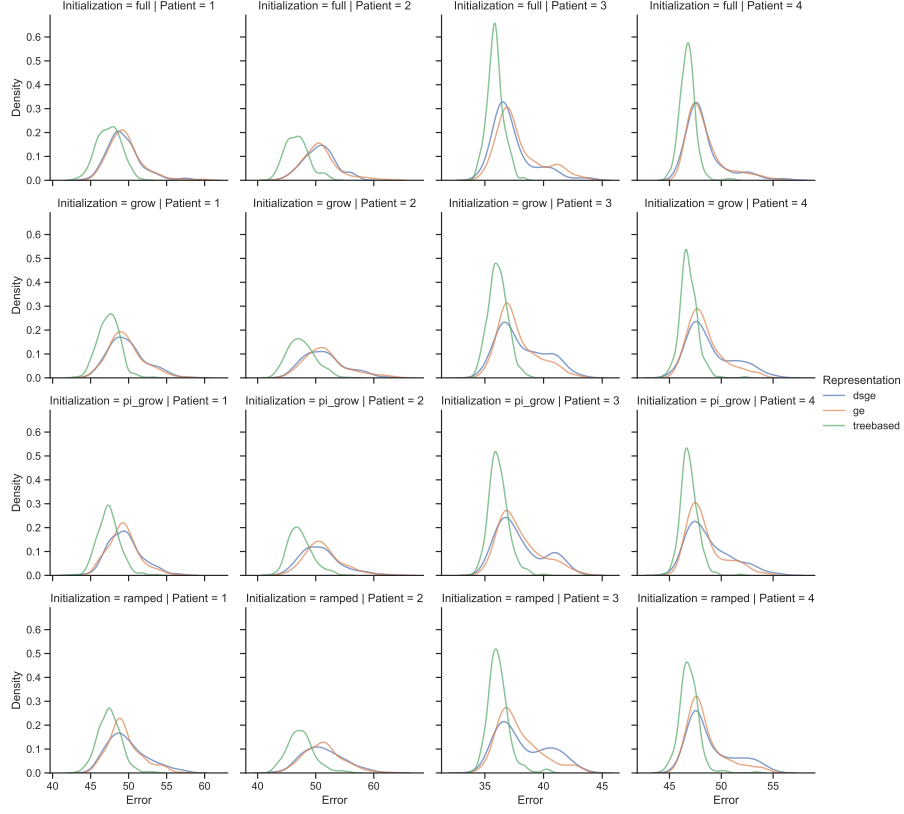 Initialization = full | Patient = 1
Initialization = full | Patient = 2
Initialization = full | Patient = 3
Initialization = full | Patient = 4
Density
0.6
0.5
0.4
0.3
0.2
0.1
0.0
Initialization = grow | Patient = 1
Initialization = grow | Patient = 2
Initialization = grow | Patient = 3
Initialization = grow | Patient = 4
Density
0.6
0.5
0.4
0.3
0.2
0.1
0.0
Representation
dsge
ge
treebased
Initialization = pi_grow | Patient = 1
Initialization = pi_grow | Patient = 2
Initialization = pi_grow | Patient = 3
Initialization = pi_grow | Patient = 4
Density
0.6
0.5
0.4
0.3
0.2
0.1
0.0
Initialization = ramped | Patient = 1
Initialization = ramped | Patient = 2
Initialization = ramped | Patient = 3
Initialization = ramped | Patient = 4
Density
0.6
0.5
0.4
0.3
0.2
0.1
0.0
40 45 50 55 60
Error
40 50 60
Error
35 40 45
Error
45 50 55
Error